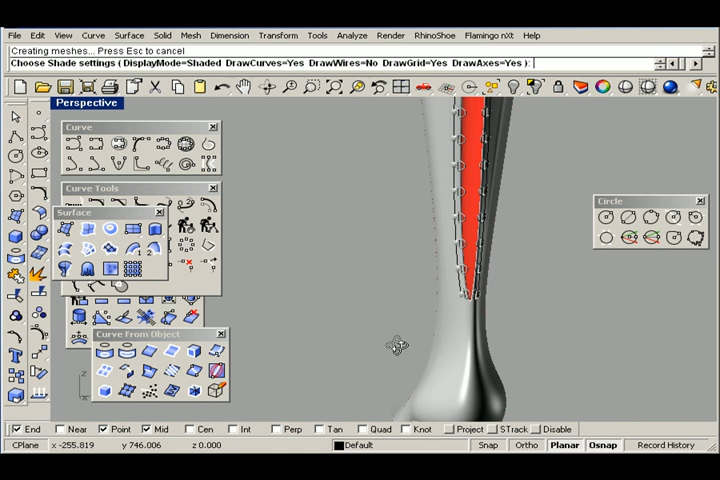 File Edit View Curve Surface Solid Mesh Dimension Transform Tools Analyze Render RhinoShoe Flamingo nXt Help
Creating meshes... Press Esc to cancel
Choose Shade settings ( DisplayMode=Shaded DrawCurves=Yes DrawWires=No DrawGrid=Yes DrawAxes=Yes ):
Perspective
Curve
Curve Tools
Circle
Surface
1 2
Curve From Object
z
x
End Near Point Mid Cen Int Perp Tan Quad Knot Project STrack Disable
CPlane x -255.819 y 746.006 z 0.000 Default Snap Ortho Planar Osnap Record History